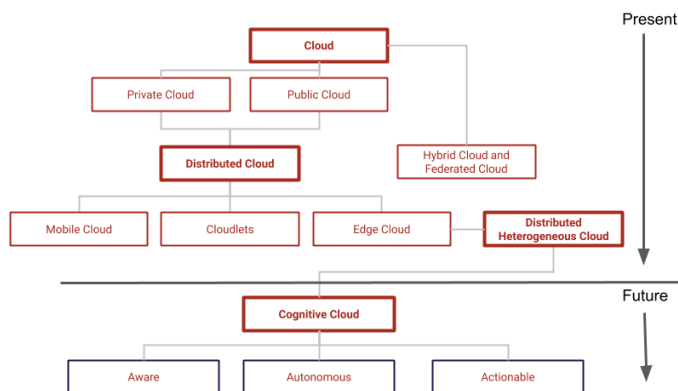 Present
Cloud
Private Cloud
Public Cloud
Distributed Cloud
Hybrid Cloud and
Federated Cloud
Mobile Cloud
Cloudlets
Edge Cloud
Distributed
Heterogeneous Cloud
Future
Cognitive Cloud
Aware
Autonomous
Actionable